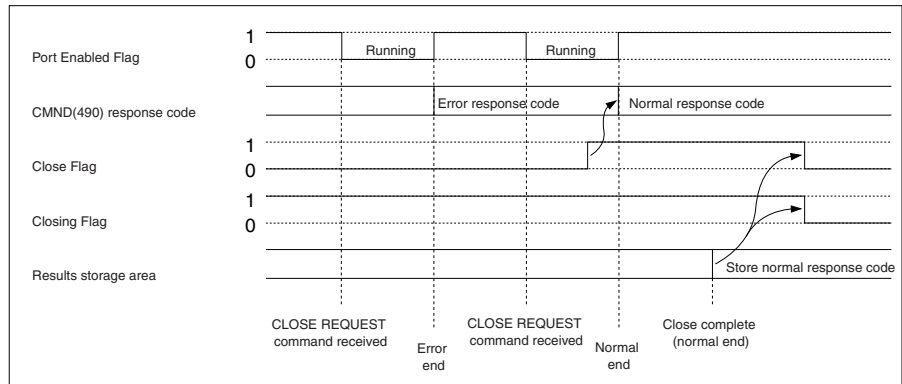 1
0
Port Enabled Flag
Running
Running
CMND(490) response code
Error response code
Normal response code
1
0
Close Flag
1
0
Closing Flag
Results storage area
Store normal response code
CLOSE REQUEST
command received
Error
end
CLOSE REQUEST
command received
Normal
end
Close complete
(normal end)